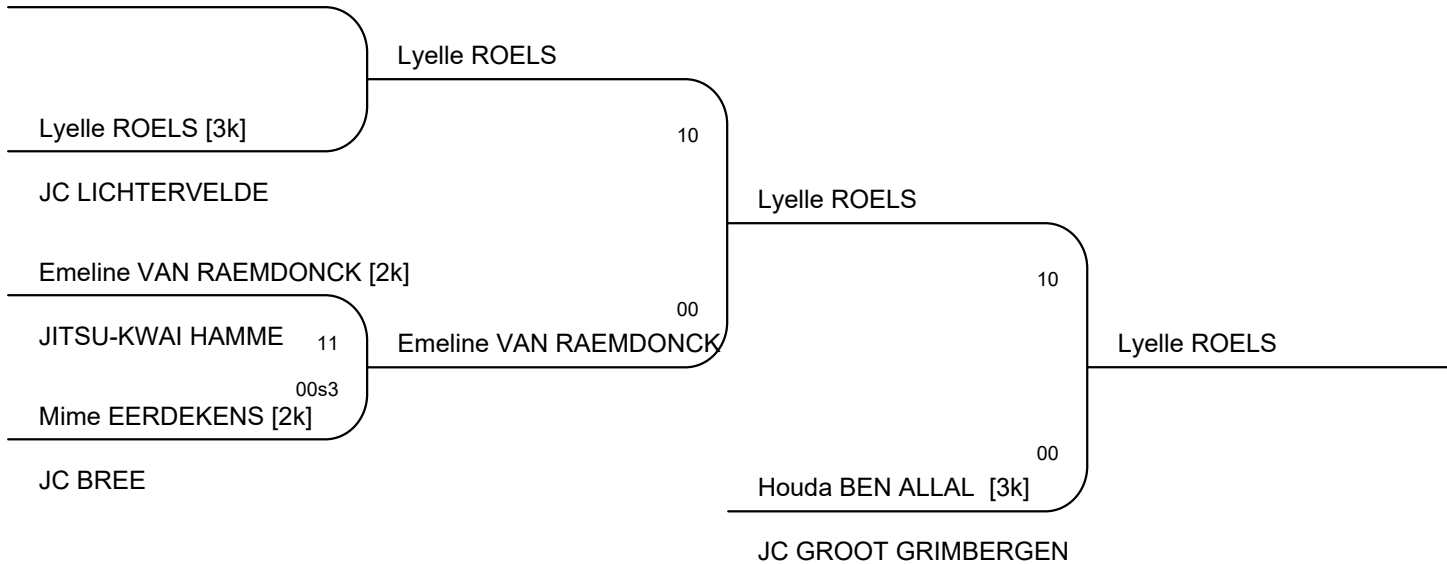 Lyelle ROELS
Lyelle ROELS [3k]
10
JC LICHTERVELDE
Lyelle ROELS
Emeline VAN RAEMDONCK [2k]
10
00
JITSU-KWAI HAMME
11
Emeline VAN RAEMDONCK
Lyelle ROELS
00s3
Mime EERDEKENS [2k]
00
JC BREE
Houda BEN ALLAL [3k]
JC GROOT GRIMBERGEN